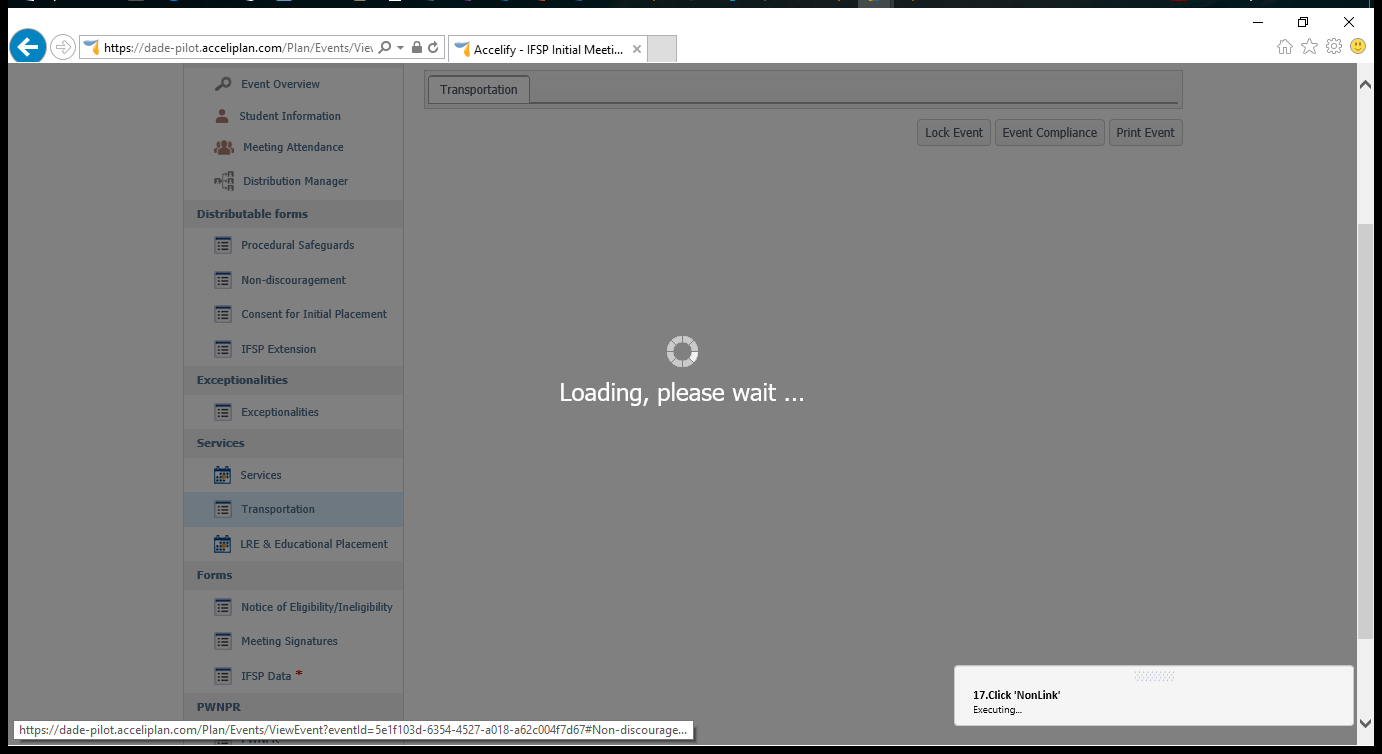 https://dade-pilot.acceliplan.com/Plan/Events/View
Accelify - IFSP Initial Meeti...
Event Overview
Student Information
Meeting Attendance
Distribution Manager
Distributable forms
Procedural Safeguards
Non-discouragement
Consent for Initial Placement
IFSP Extension
Exceptionalities
Exceptionalities
Services
Services
Transportation
LRE & Educational Placement
Forms
Notice of Eligibility/Ineligibility
Meeting Signatures
IFSP Data *
PWNPR
Transportation
Lock Event
Event Compliance
Print Event
Loading, please wait ...
17.Click 'NonLink'
Executing...
https://dade-pilot.acceliplan.com/Plan/Events/ViewEvent?eventId=5e1f103d-6354-4527-a018-a62c004f7d67#Non-discourage...